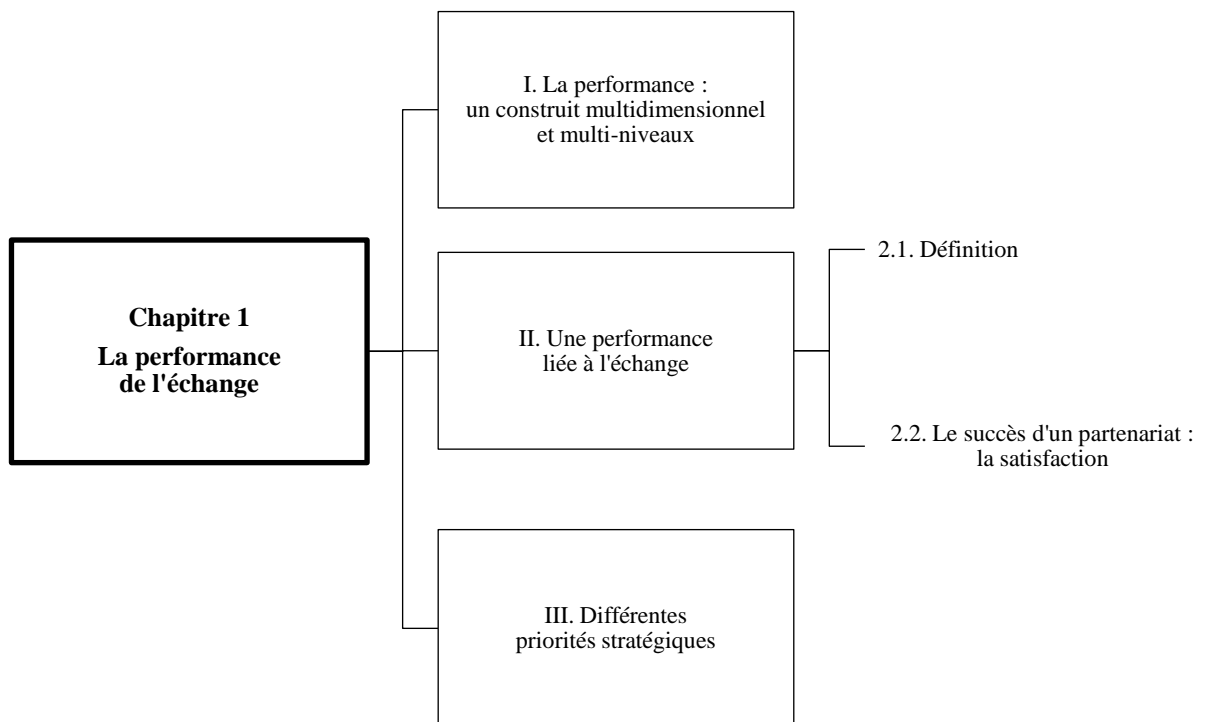 I. La performance :
un construit multidimensionnel
et multi-niveaux
Chapitre 1
La performance
de l'échange
II. Une performance
liée à l'échange
2.1. Définition
2.2. Le succès d'un partenariat :
la satisfaction
III. Différentes
priorités stratégiques